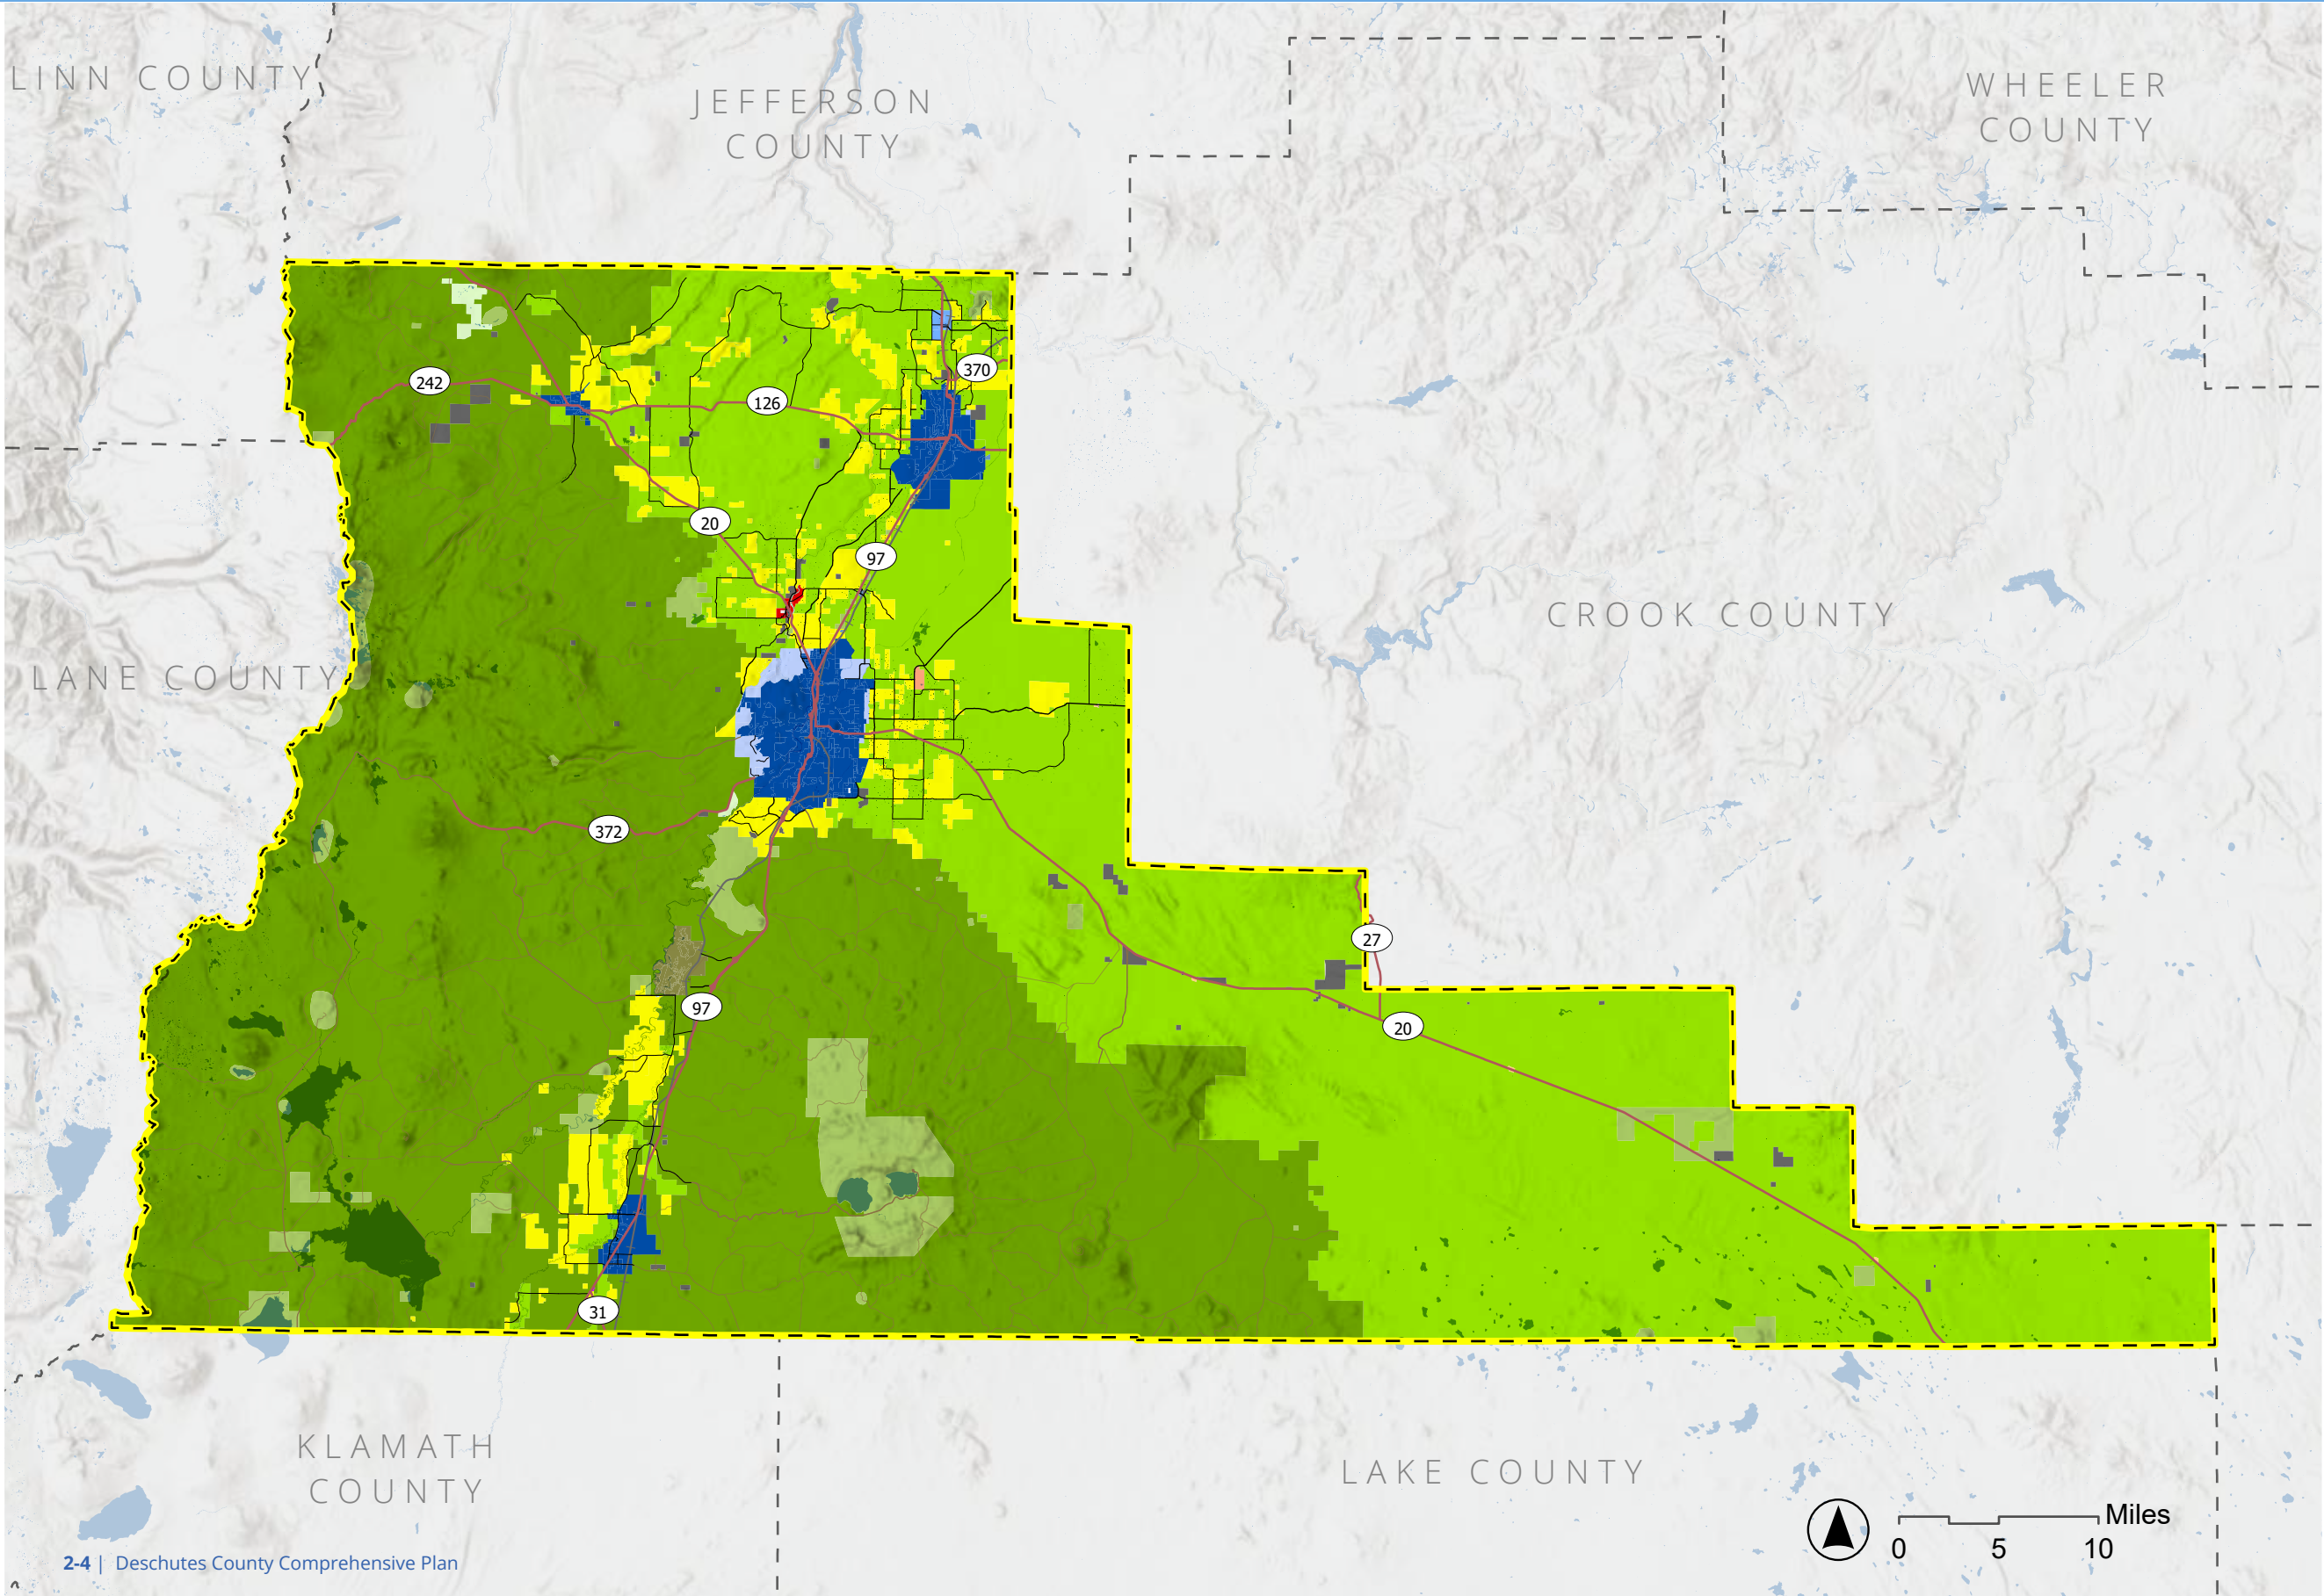 LINN COUNTY
JEFFERSON
COUNTY
WHEELER
COUNTY
242
126
370
20
97
CROOK COUNTY
LANE COUNTY
372
27
97
20
31
KLAMATH
COUNTY
LAKE COUNTY
Miles
0 5 10
2-4 | Deschutes County Comprehensive Plan